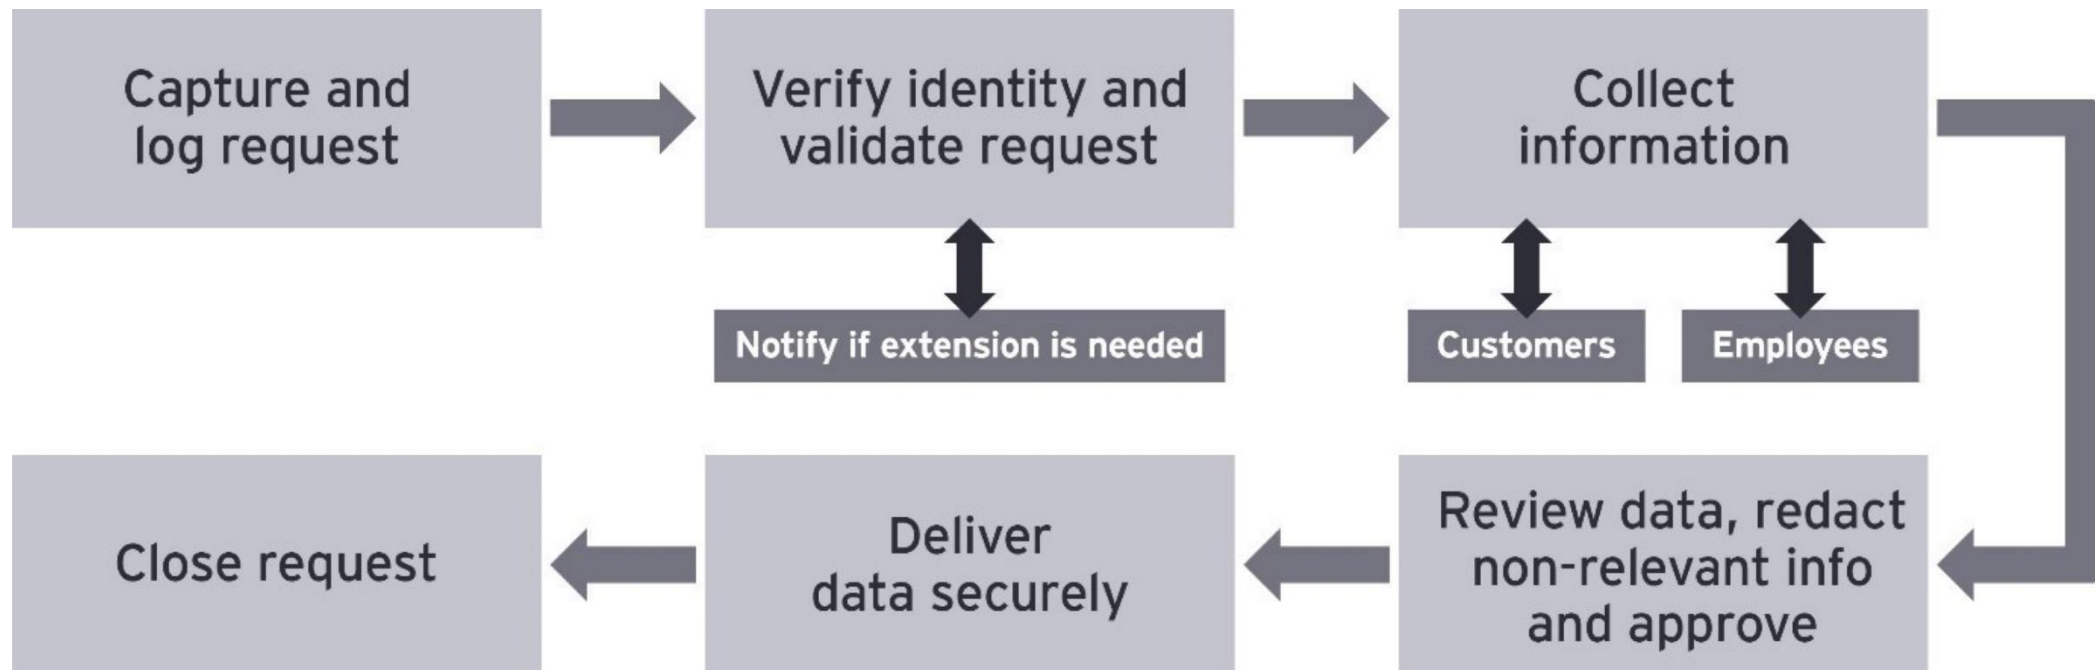 Capture and
log request
Verify identity and
validate request
Collect
information
Notify if extension is needed
Customers
Employees
Review data, redact
non-relevant info
and approve
Deliver
data securely
Close request